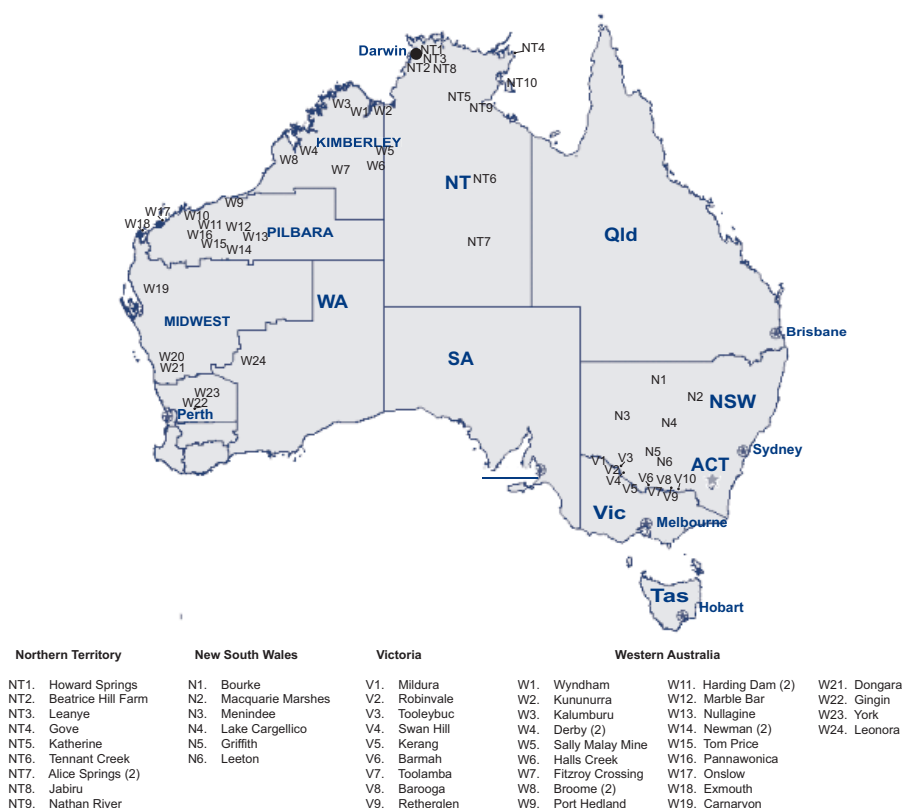 NT4
Darwin
NT1
NT3
NT2 NT8
NT10
NT5
NT9
W3
W1 W2
KIMBERLEY
W4
W5
W8
W6
W7
NT
NT6
W9
W17
W10
W18
W11 W12
W16
W13
PILBARA
W15
W14
NT7
Qld
W19
WA
MIDWEST
Brisbane
W20
W21
W24
SA
N1
W23
W22
N2
NSW
Perth
N3
N4
Sydney
N5
V1
V3
N6
ACT
V2
V4
V6
V8
V10
V5
V7
V9
Vic
Melbourne
Tas
Hobart
Northern Territory
NT1. Howard Springs
NT2. Beatrice Hill Farm
NT3. Leanye
NT4. Gove
NT5. Katherine
NT6. Tennant Creek
NT7. Alice Springs (2)
NT8. Jabiru
NT9. Nathan River
New South Wales
N1. Bourke
N2. Macquarie Marshes
N3. Menindee
N4. Lake Cargellico
N5. Griffith
N6. Leeton
Victoria
V1. Mildura
V2. Robinvale
V3. Tooleybuc
V4. Swan Hill
V5. Kerang
V6. Barmah
V7. Toolamba
V8. Barooga
V9. Retherglen
Western Australia
W1. Wyndham
W2. Kununurra
W3. Kalumburu
W4. Derby (2)
W5. Sally Malay Mine
W6. Halls Creek
W7. Fitzroy Crossing
W8. Broome (2)
W9. Port Hedland
W11. Harding Dam (2)
W12. Marble Bar
W13. Nullagine
W14. Newman (2)
W15. Tom Price
W16. Pannawonica
W17. Onslow
W18. Exmouth
W19. Carnarvon
W21. Dongara
W22. Gingin
W23. York
W24. Leonora